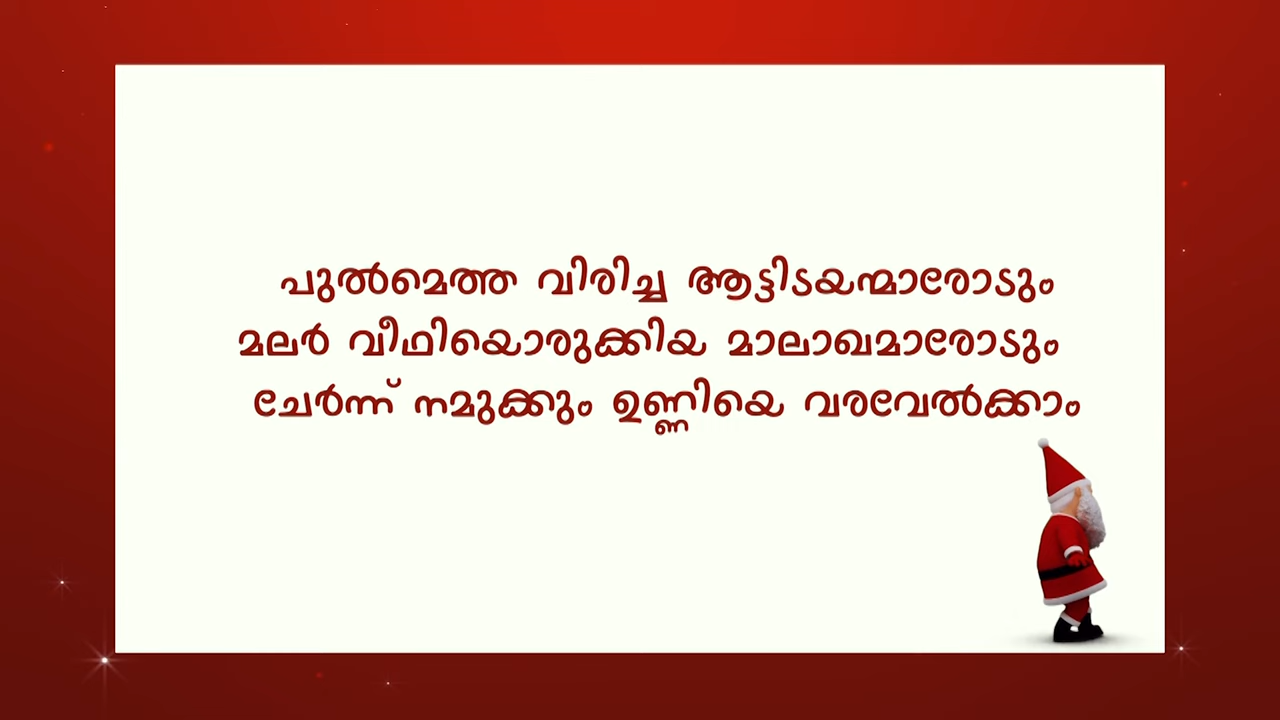 പുൽമെത്ത വിരിച്ച ആട്ടിടയന്മാരോടും
മലർ വീഥിയൊരുക്കിയ മാലാഖമാരോടും
ചേർന്ന് നമുക്കും ഉണ്ണിയെ വരവേൽക്കാം